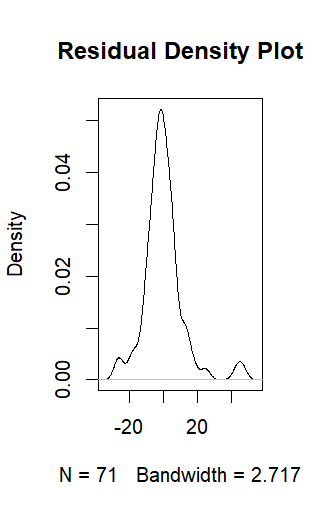 Residual Density Plot
Density
0.04
0.02
0.00
-20 20
N = 71 Bandwidth = 2.717